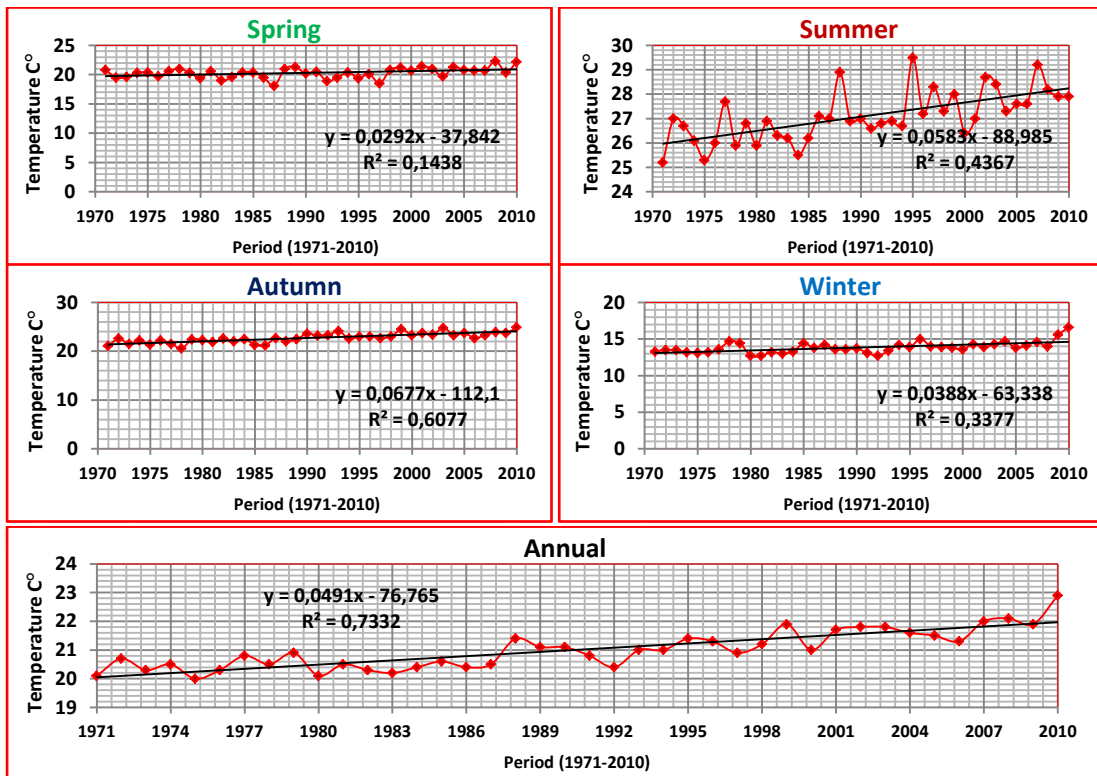 Spring
Temperature C°
25
20
15
10
5
0
y = 0,0292x - 37,842
R² = 0,1438
1970 1975 1980 1985 1990 1995 2000 2005 2010
Period (1971-2010)
Summer
Temperature C°
30
29
28
27
26
25
24
y = 0,0583x - 88,985
R² = 0,4367
1970 1975 1980 1985 1990 1995 2000 2005 2010
Period (1971-2010)
Autumn
Temperature C°
30
20
10
0
y = 0,0677x - 112,1
R² = 0,6077
1970 1975 1980 1985 1990 1995 2000 2005 2010
Period (1971-2010)
Winter
Temperature C°
20
15
10
5
0
y = 0,0388x - 63,338
R² = 0,3377
1970 1975 1980 1985 1990 1995 2000 2005 2010
Period (1971-2010)
Annual
Temperature C°
24
23
22
21
20
19
y = 0,0491x - 76,765
R² = 0,7332
1971 1974 1977 1980 1983 1986 1989 1992 1995 1998 2001 2004 2007 2010
Period (1971-2010)